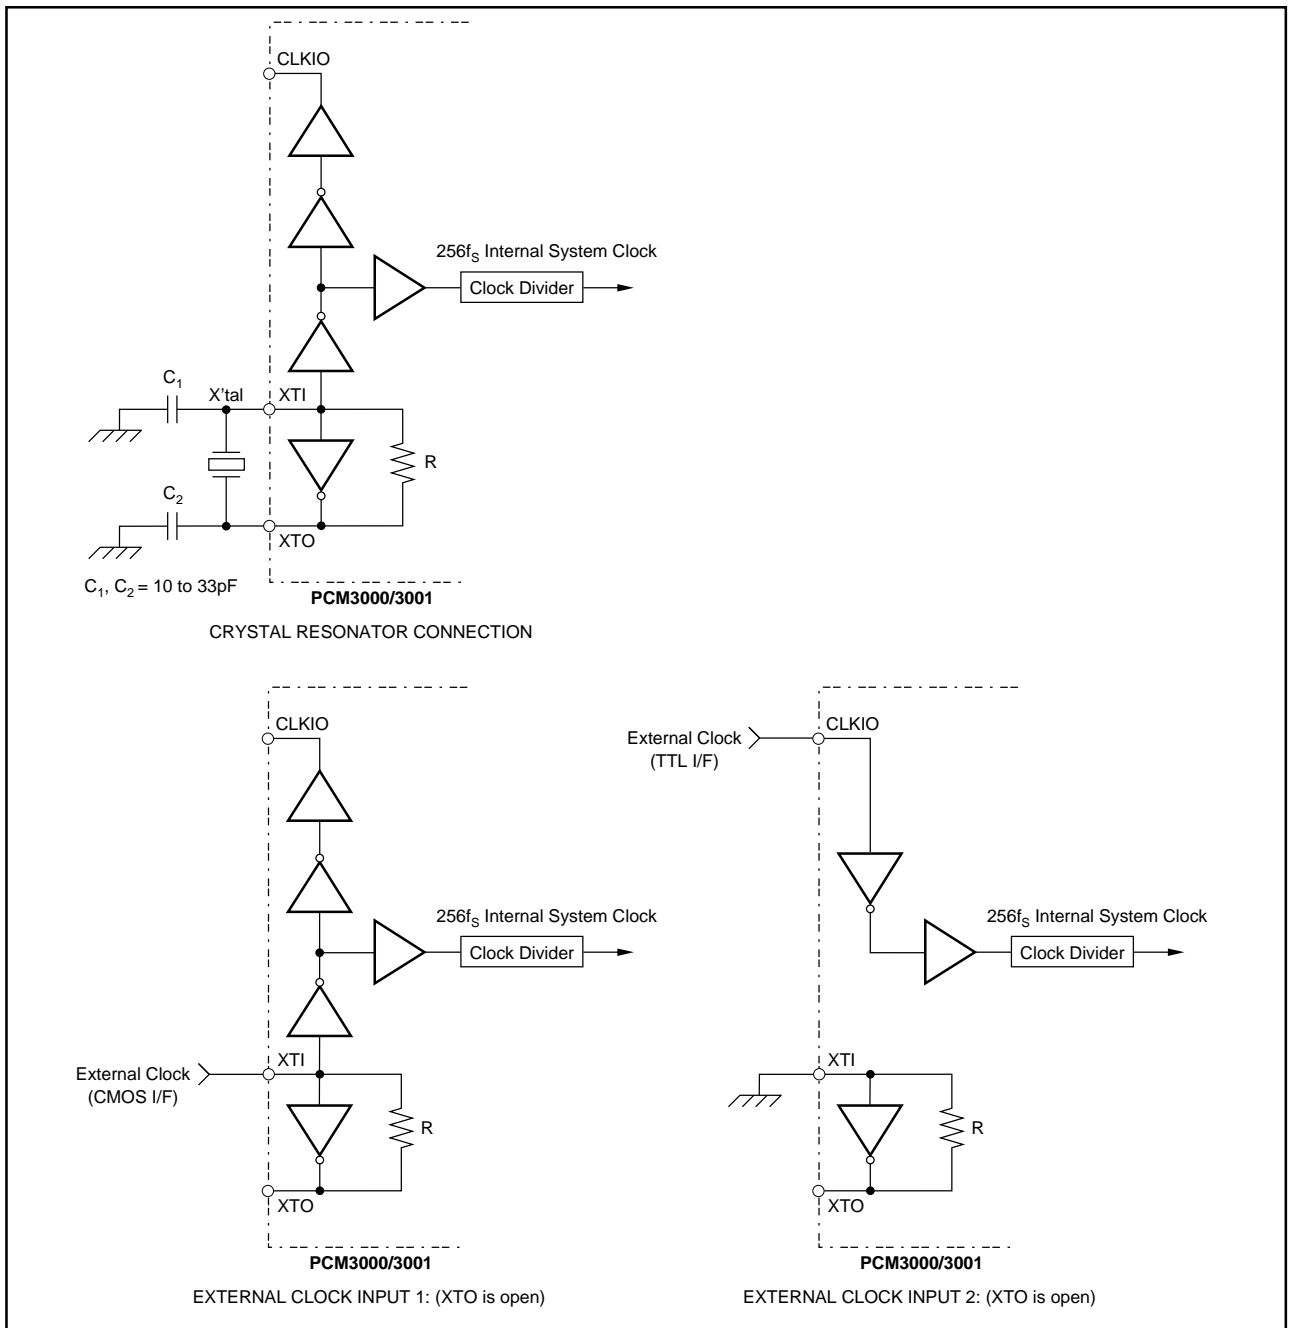 CLKIO
256fS Internal System Clock
Clock Divider
C1
X'tal
XTI
R
C2
XTO
C1, C2 = 10 to 33pF
PCM3000/3001
CRYSTAL RESONATOR CONNECTION
CLKIO
256fS Internal System Clock
Clock Divider
XTI
External Clock
(CMOS I/F)
R
XTO
PCM3000/3001
EXTERNAL CLOCK INPUT 1: (XTO is open)
External Clock
(TTL I/F)
CLKIO
256fS Internal System Clock
Clock Divider
XTI
R
XTO
PCM3000/3001
EXTERNAL CLOCK INPUT 2: (XTO is open)